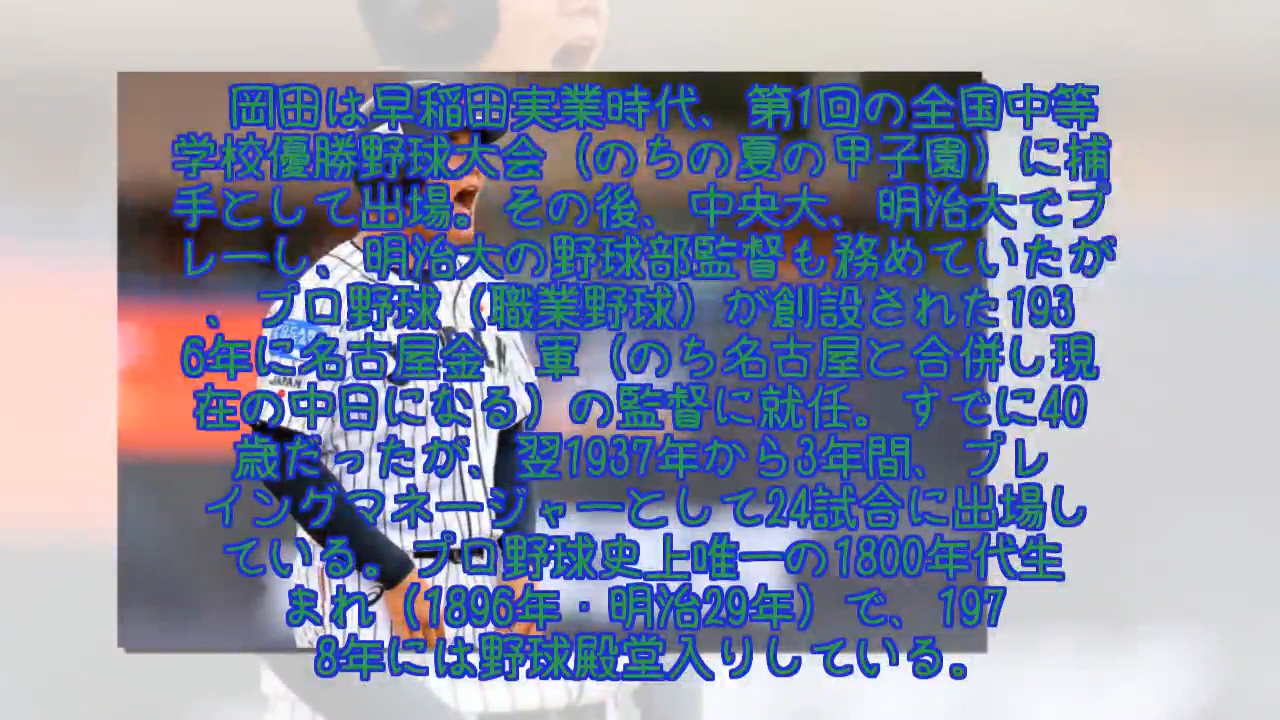 岡田は早稲田実業時代、第1回の全国中等
学校優勝野球大会（のちの夏の甲子園）に捕
手として出場。その後、中央大、明治大でプ
レーし、明治大の野球部監督も務めていたが
、プロ野球（職業野球）が創設された193
6年に名古屋金　軍（のち名古屋と合併し現
在の中日になる）の監督に就任。すでに40
歳だったが、翌1937年から3年間、プレ
イングマネージャーとして24試合に出場し
ている。プロ野球史上唯一の1800年代生
まれ（1896年・明治29年）で、197
8年には野球殿堂入りしている。
JAPAN